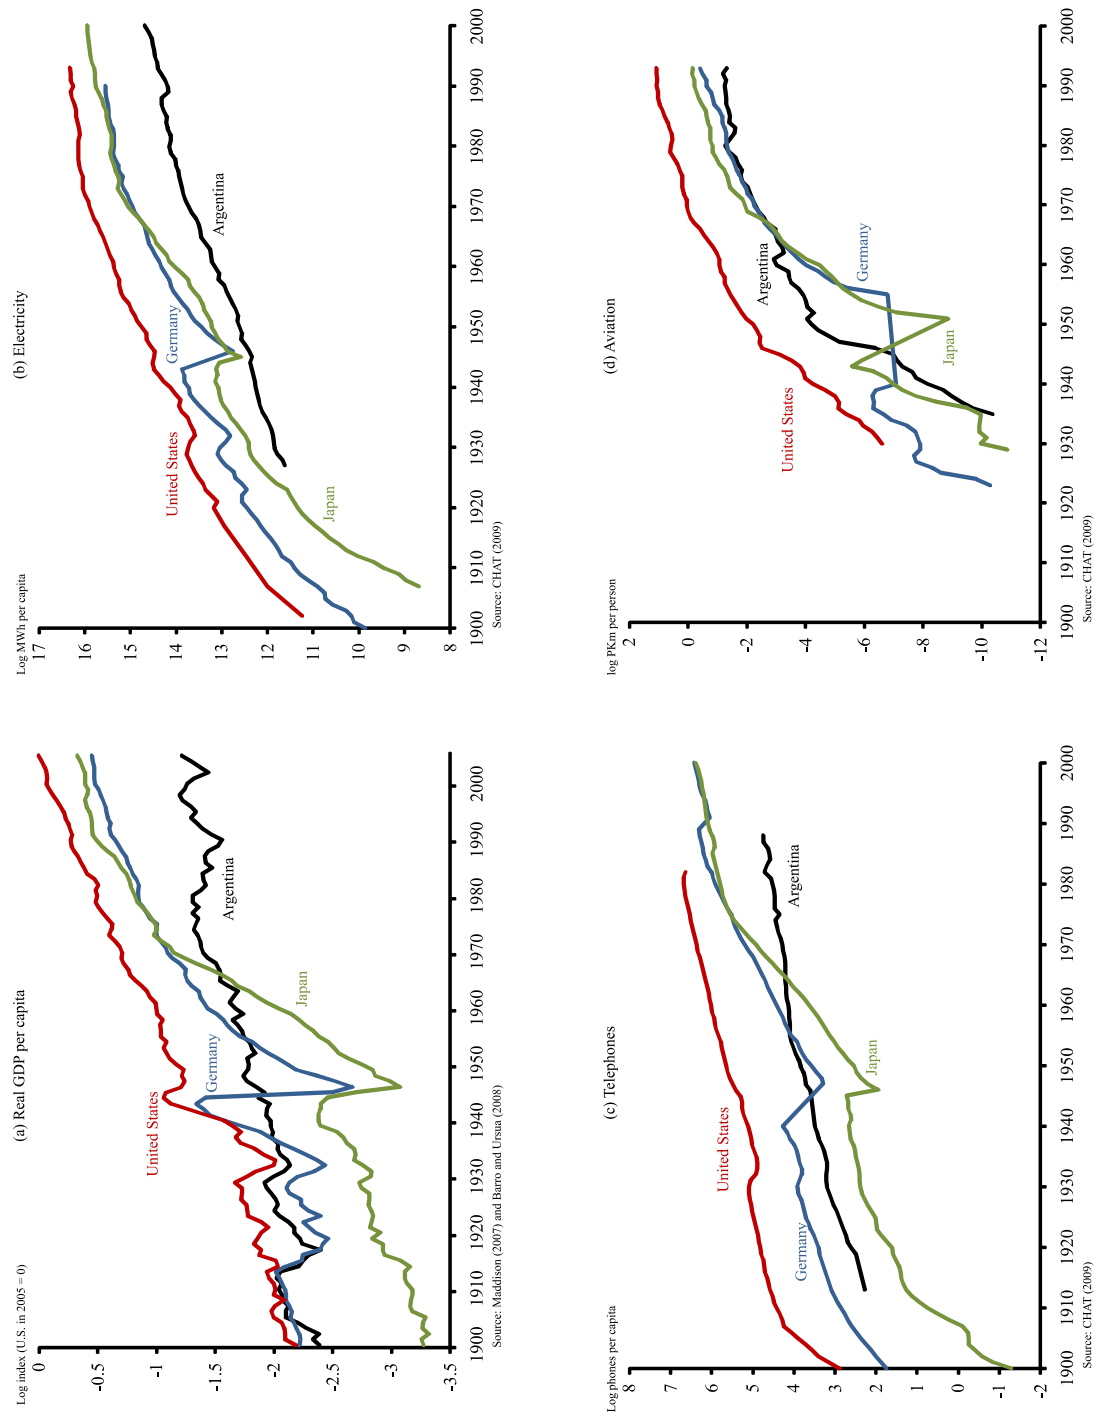 (a) Real GDP per capita
Log index (U.S. in 2005 = 0)
0
-0.5
-1
-1.5
-2
-2.5
-3
-3.5
United States
Germany
Argentina
Japan
1900 1910 1920 1930 1940 1950 1960 1970 1980 1990 2000
Source: Maddison (2007) and Barro and Ursua (2008)
(b) Electricity
Log MWh per capita
17
16
15
14
13
12
11
10
9
United States
Germany
Argentina
Japan
1900 1910 1920 1930 1940 1950 1960 1970 1980 1990 2000
Source: CHAT (2009)
(c) Telephones
Log phones per capita
8
7
6
5
4
3
2
1
0
-1
-2
United States
Germany
Argentina
Japan
1900 1910 1920 1930 1940 1950 1960 1970 1980 1990 2000
Source: CHAT (2009)
(d) Aviation
log PKm per person
2
0
-2
-4
-6
-8
-10
-12
United States
Argentina
Germany
Japan
1900 1910 1920 1930 1940 1950 1960 1970 1980 1990 2000
Source: CHAT (2009)